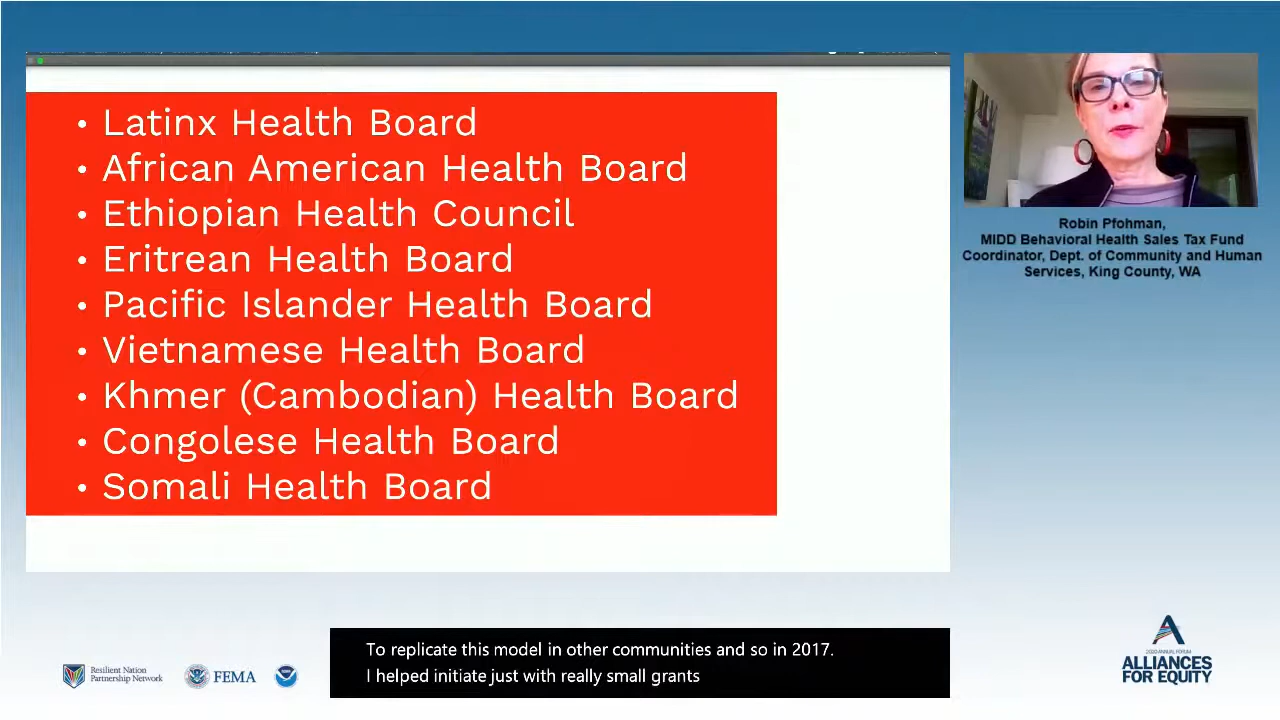 • Latinx Health Board
• African American Health Board
• Ethiopian Health Council
• Eritrean Health Board
• Pacific Islander Health Board
• Vietnamese Health Board
• Khmer (Cambodian) Health Board
• Congolese Health Board
• Somali Health Board
Robin Pfohman,
MIDD Behavioral Health Sales Tax Fund
Coordinator, Dept. of Community and Human
Services, King County, WA
To replicate this model in other communities and so in 2017.
I helped initiate just with really small grants
Resilient Nation
Partnership Network
FEMA
ALLIANCES
FOR EQUITY